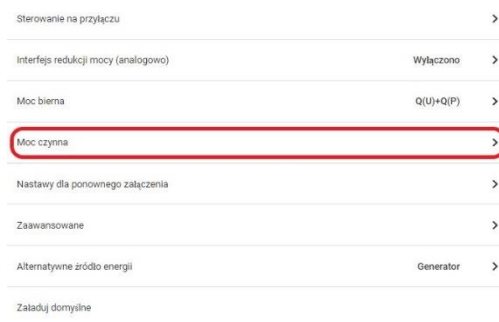 Sterowanie na przyłączu
Interfejs redukcji mocy (analogowo) Wyłączono
Moc bierna Q(U)+Q(P)
Moc czynna
Nastawy dla ponownego załączenia
Zaawansowane
Alternatywne źródło energii Generator
Załaduj domyślne